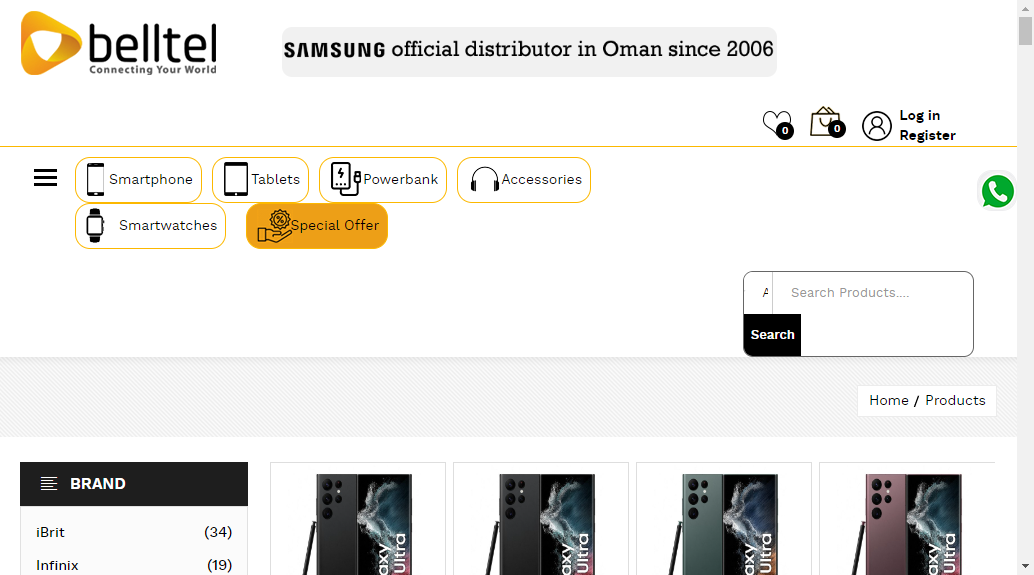 belltel
Connecting Your World
SAMSUNG official distributor in Oman since 2006
0
0
Log in
Register
Smartphone
Tablets
Powerbank
Accessories
Smartwatches
Special Offer
Search Products....
Search
Home / Products
BRAND
iBrit (34)
Infinix (19)
axy
Ultra
axy
Ultra
axy
Ultra
axy
Ultra